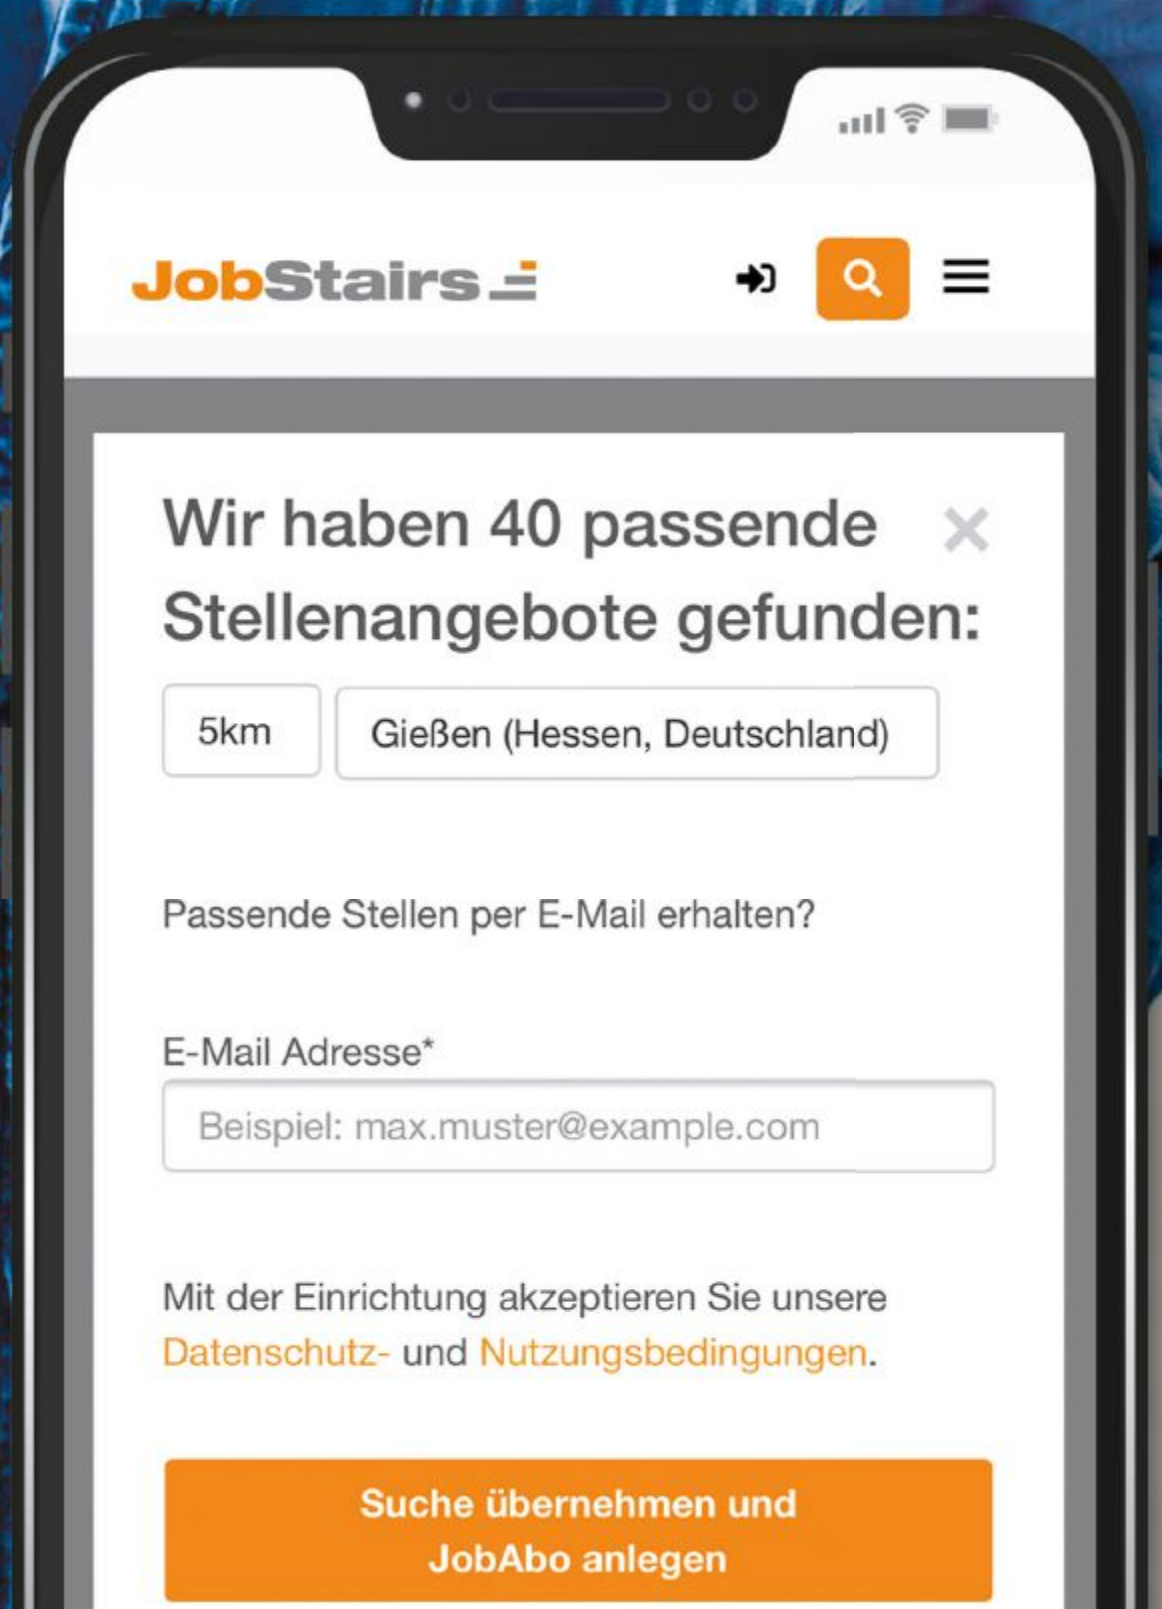 JobStairs
Wir haben 40 passende
Stellenangebote gefunden:
5km
Gießen (Hessen, Deutschland)
Passende Stellen per E-Mail erhalten?
E-Mail Adresse*
Beispiel: max.muster@example.com
Mit der Einrichtung akzeptieren Sie unsere
Datenschutz- und Nutzungsbedingungen.
Suche übernehmen und
JobAbo anlegen